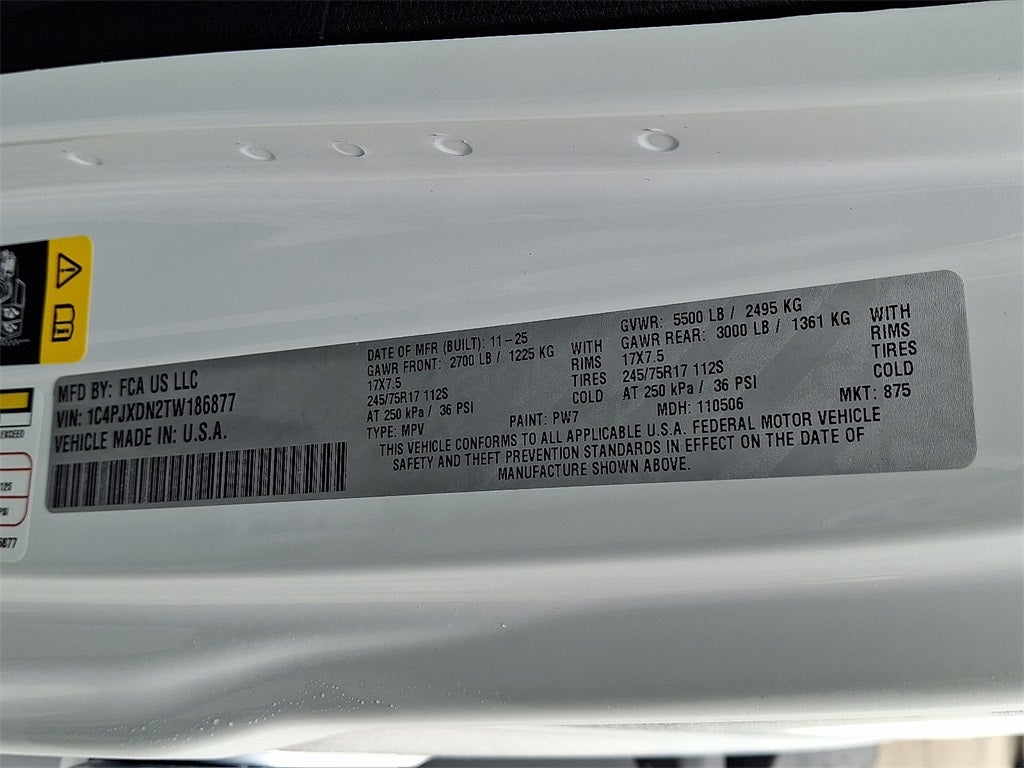 MFD BY: FCA US LLC
VIN: 1C4PJXDN2TW186877
VEHICLE MADE IN: U.S.A.
DATE OF MFR (BUILT): 11-25
GAWR FRONT: 2700 LB / 1225 KG
17X7.5
245/75R17 112S
AT 250 kPa / 36 PSI
WITH
RIMS
TIRES
COLD
GVWR: 5500 LB / 2495 KG
GAWR REAR: 3000 LB / 1361 KG
17X7.5
245/75R17 112S
AT 250 kPa / 36 PSI
WITH
RIMS
TIRES
COLD
TYPE: MPV PAINT: PW7 MDH: 110506 MKT: 875
THIS VEHICLE CONFORMS TO ALL APPLICABLE U.S.A. FEDERAL MOTOR VEHICLE
SAFETY AND THEFT PREVENTION STANDARDS IN EFFECT ON THE DATE OF
MANUFACTURE SHOWN ABOVE.
EXCEED
12S
PSI
6877